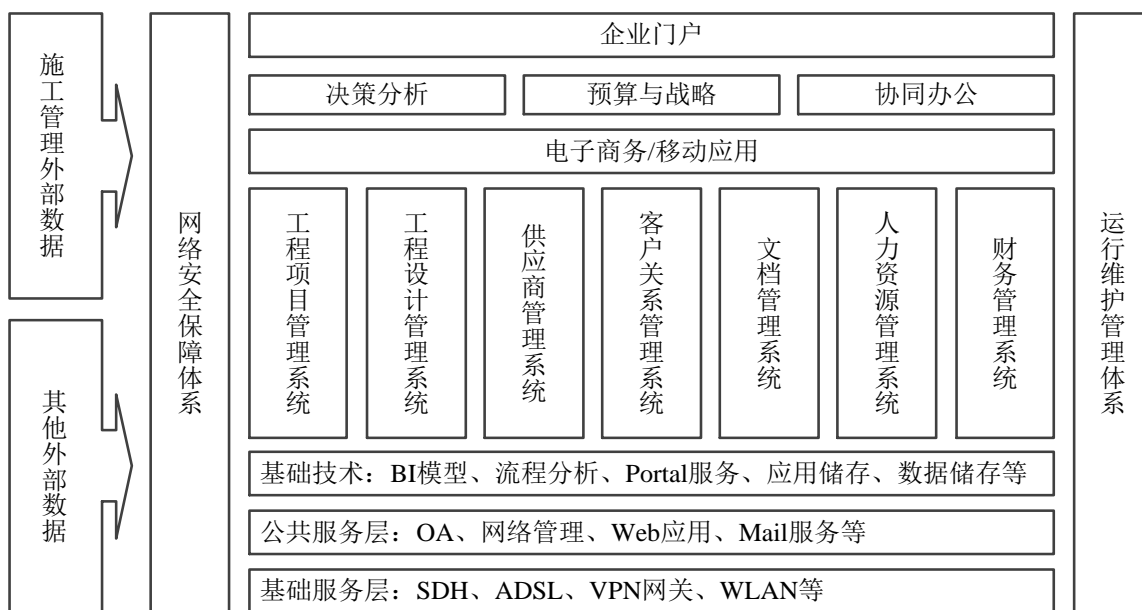 施工管理外部数据
其他外部数据
网络安全保障体系
企业门户
决策分析
预算与战略
协同办公
电子商务/移动应用
工程项目管理系统
工程设计管理系统
供应商管理系统
客户关系管理系统
文档管理系统
人力资源管理系统
财务管理系统
基础技术：BI模型、流程分析、Portal服务、应用储存、数据储存等
公共服务层：OA、网络管理、Web应用、Mail服务等
基础服务层：SDH、ADSL、VPN网关、WLAN等
运行维护管理体系